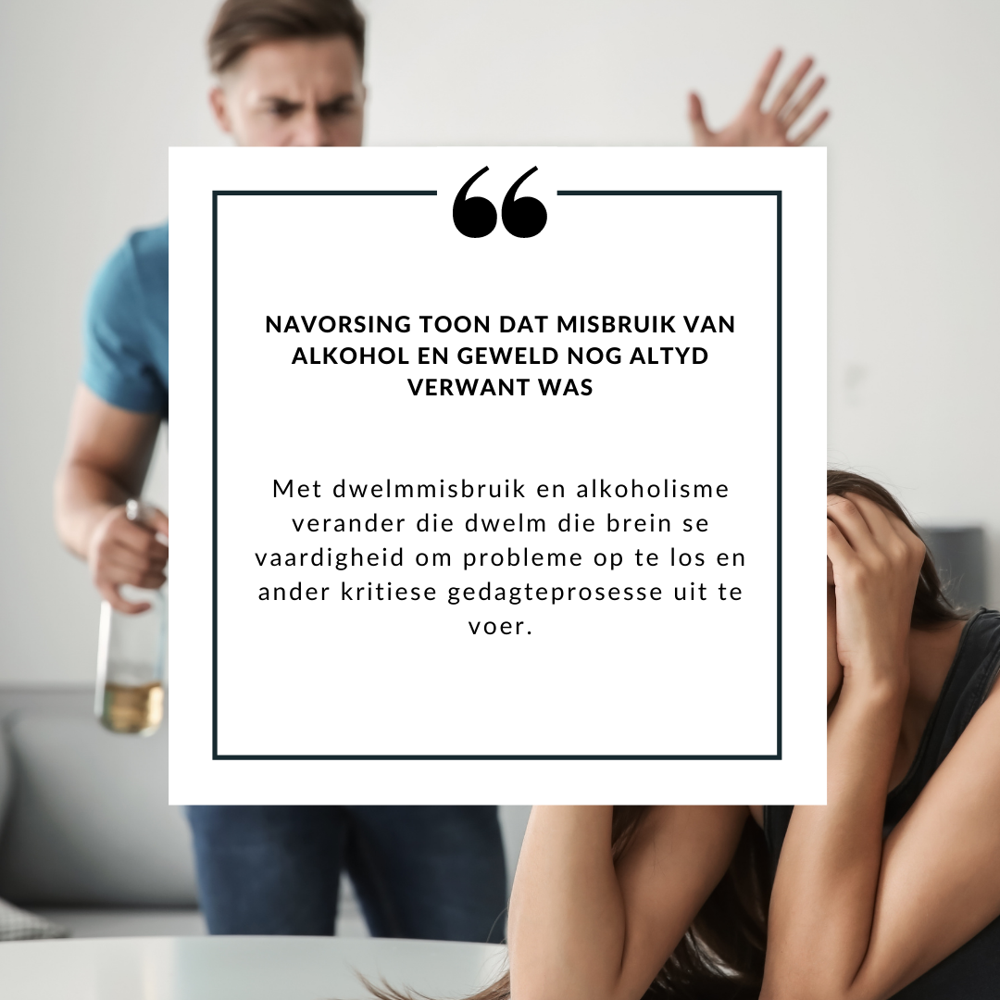 “
NAVORSING TOON DAT MISBRUIK VAN
ALKOHOL EN GEWELD NOG ALTYD
VERWANT WAS
Met dwelmmisbruik en alkoholisme
verander die dwelm die brein se
vaardigheid om probleme op te los en
ander kritiese gedagteprosesse uit te
voer.